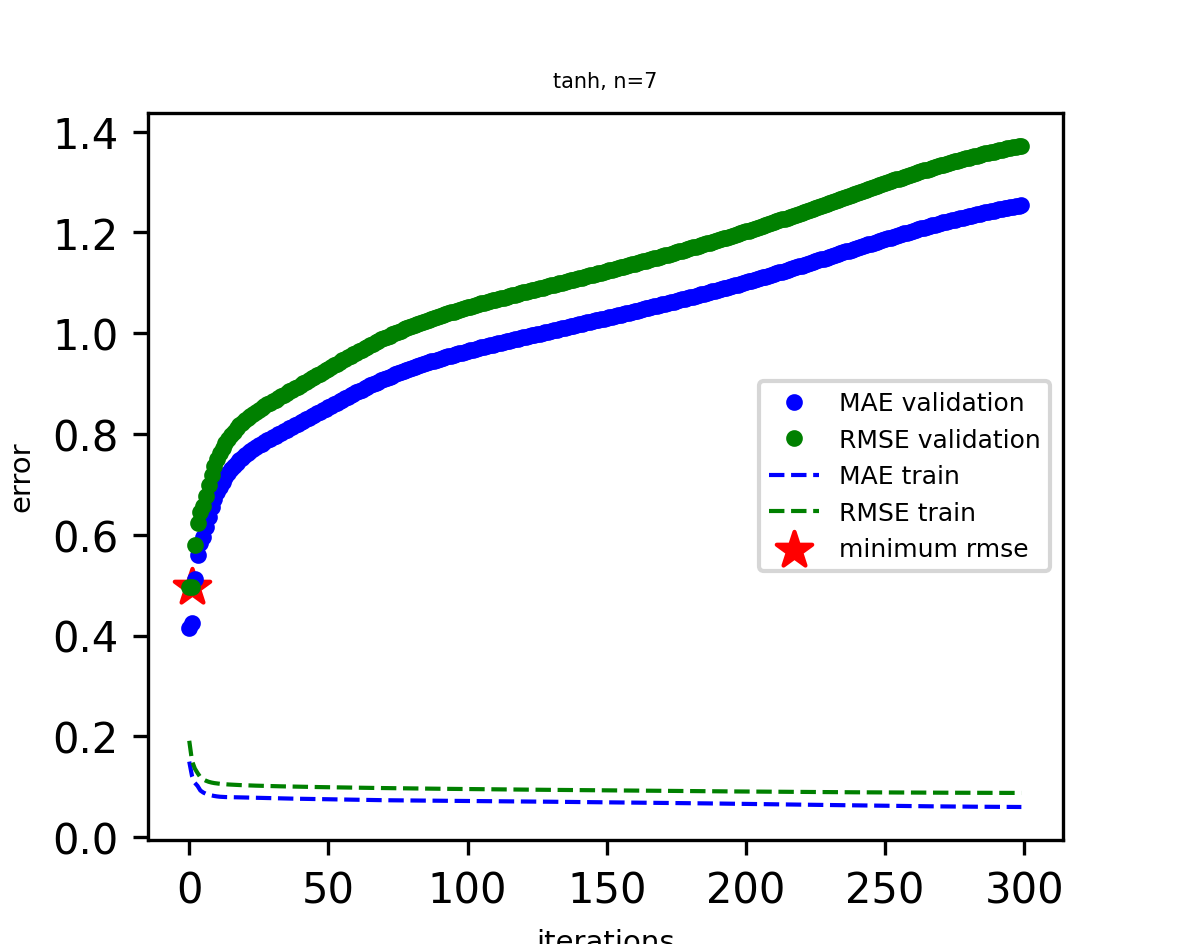 tanh, n=7
1.4
1.2
1.0
0.8
0.6
0.4
0.2
0.0
error
MAE validation
RMSE validation
MAE train
RMSE train
minimum rmse
0 50 100 150 200 250 300
iterations